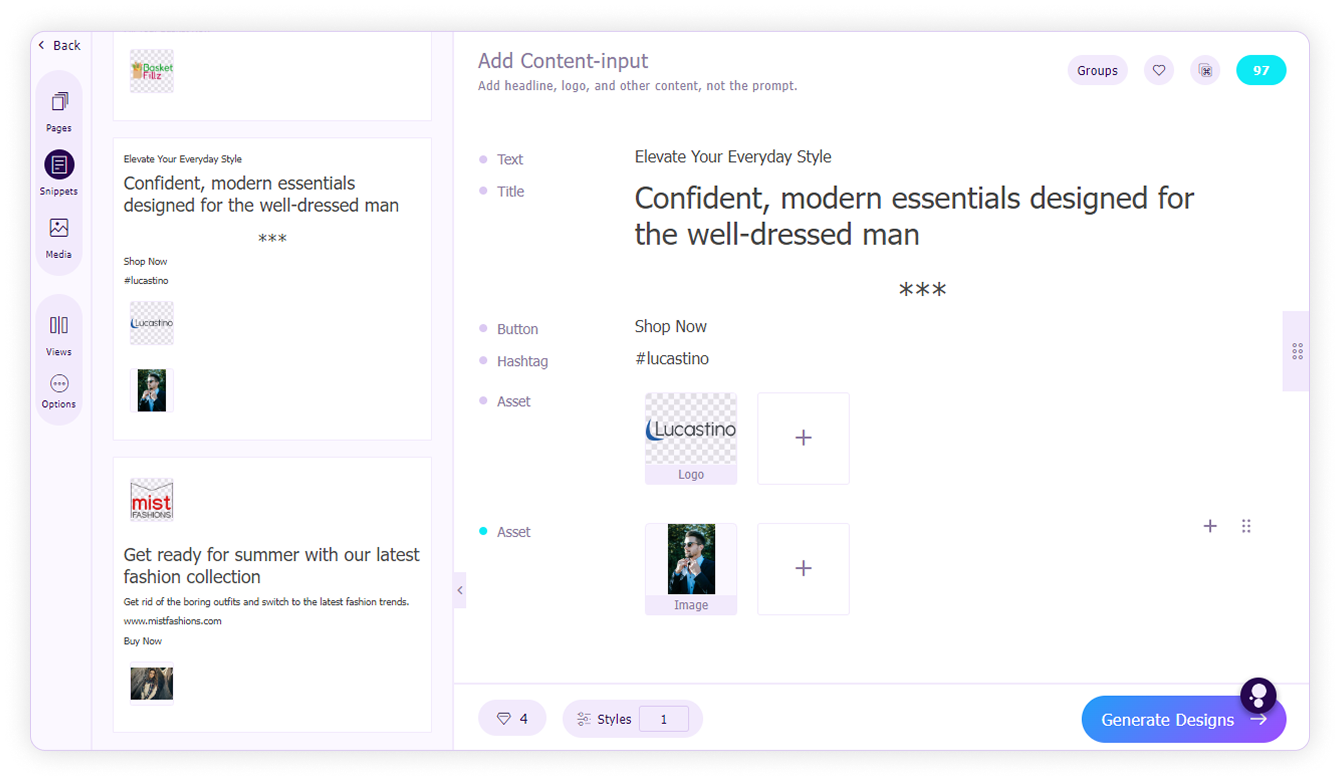 Back
Pages
Snippets
Media
Views
Options
Basket
Fillz
Elevate Your Everyday Style
Confident, modern essentials
designed for the well-dressed man
***
Shop Now
#lucastino
Lucastino
mist
FASHIONS
Get ready for summer with our latest
fashion collection
Get rid of the boring outfits and switch to the latest fashion trends.
www.mistfashions.com
Buy Now
Add Content-input
Add headline, logo, and other content, not the prompt.
Groups
97
Text
Elevate Your Everyday Style
Title
Confident, modern essentials designed for
the well-dressed man
***
Button
Shop Now
Hashtag
#lucastino
Asset
Lucastino
Logo
Asset
Image
4
Styles
1
Generate Designs